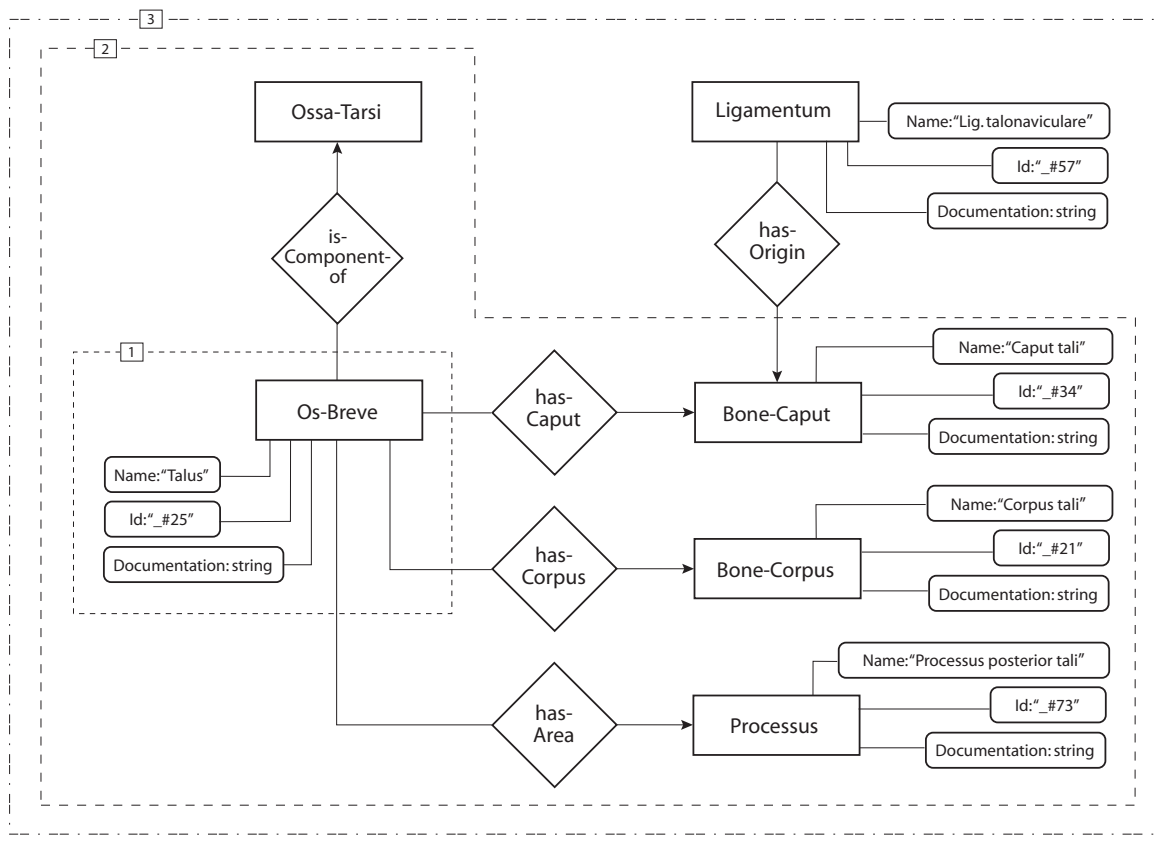 3
2
Ossa-Tarsi
Ligamentum
Name:“Lig. talonaviculare”
Id:“_#57”
Documentation: string
is-
Component-
of
has-
Origin
1
Os-Breve
Name:“Talus”
Id:“_#25”
Documentation: string
has-
Caput
Bone-Caput
Name:“Caput tali”
Id:“_#34”
Documentation: string
has-
Corpus
Bone-Corpus
Name:“Corpus tali”
Id:“_#21”
Documentation: string
has-
Area
Processus
Name:“Processus posterior tali”
Id:“_#73”
Documentation: string